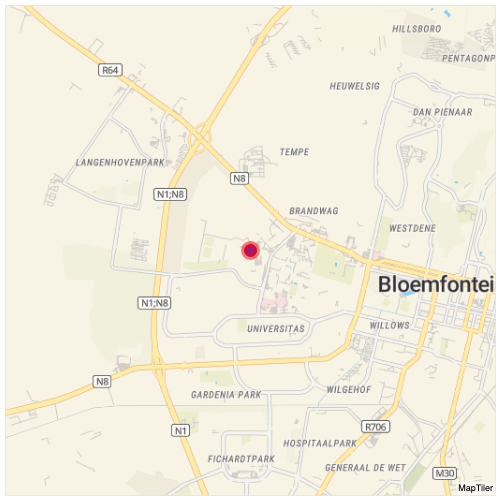 HILLSBORO
PENTAGONP
R64
HEUWELSIG
DAN PIENAAR
TEMPE
LANGENHOVENPARK
N8
N1;N8
BRANDWAG
WESTDENE
Bloemfontei
N1;N8
UNIVERSITAS
WILLOWS
N8
GARDENIA PARK
WILGEHOF
R706
N1
HOSPITAALPARK
FICHARDTPARK
GENERAAL DE WET
M30
MapTiler